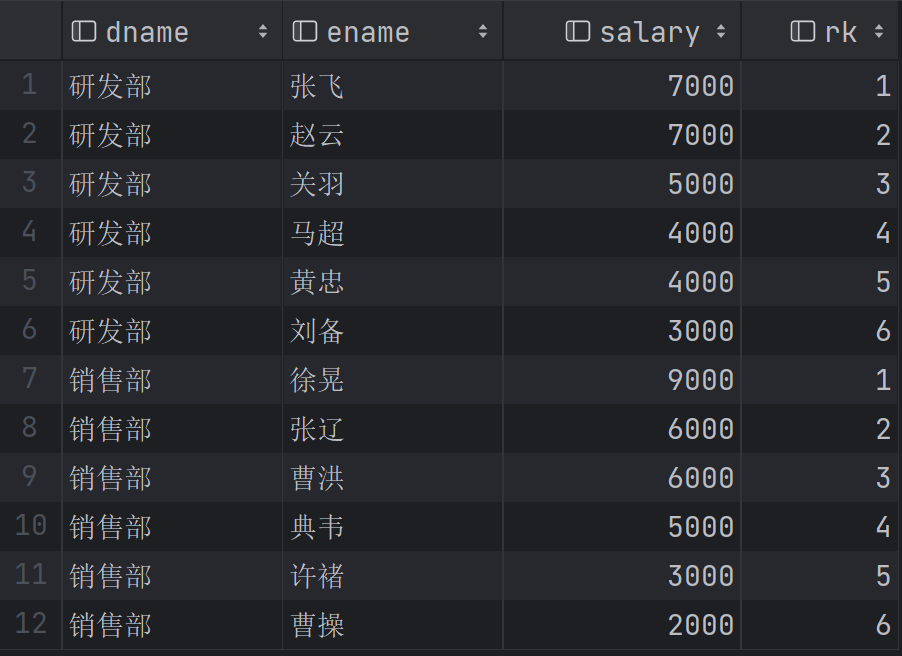 dname ename salary rk
1 研发部 张飞 7000 1
2 研发部 赵云 7000 2
3 研发部 关羽 5000 3
4 研发部 马超 4000 4
5 研发部 黄忠 4000 5
6 研发部 刘备 3000 6
7 销售部 徐晃 9000 1
8 销售部 张辽 6000 2
9 销售部 曹洪 6000 3
10 销售部 典韦 5000 4
11 销售部 许褚 3000 5
12 销售部 曹操 2000 6